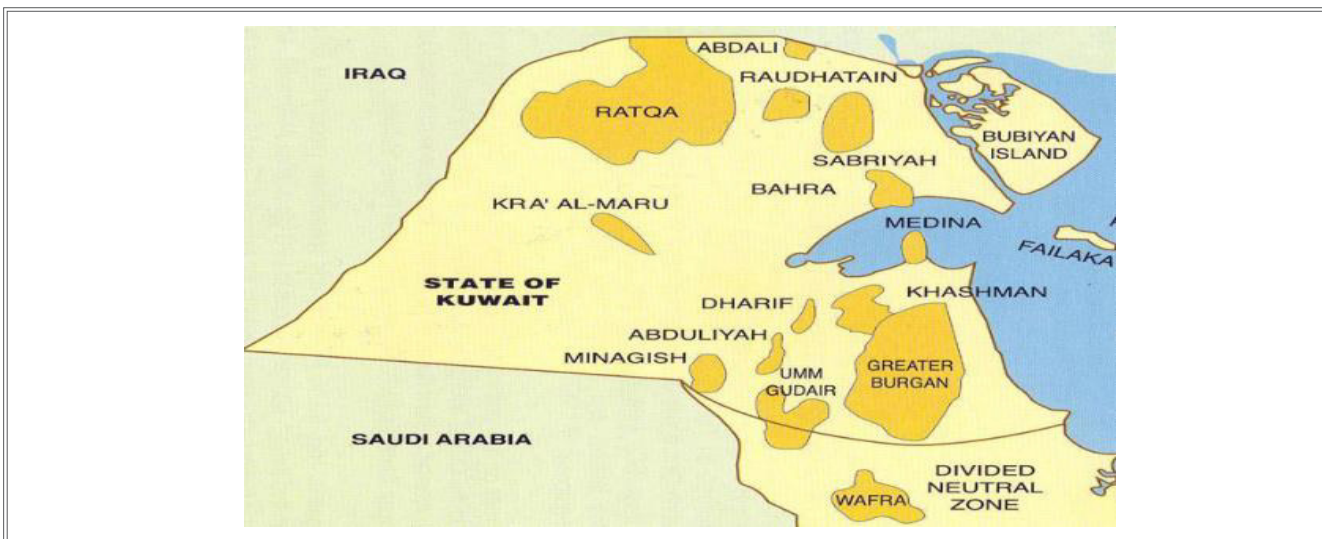 ABDALI
IRAQ
RAUDHATAIN
RATQA
BUBIYAN
ISLAND
SABRIYAH
BAHRA
KRA' AL-MARU
MEDINA
FAILAKA
STATE OF
KUWAIT
KHASHMAN
DHARIF
ABDULIYAH
MINAGISH
UMM
GUDAIR
GREATER
BURGAN
SAUDI ARABIA
DIVIDED
NEUTRAL
ZONE
WAFRA